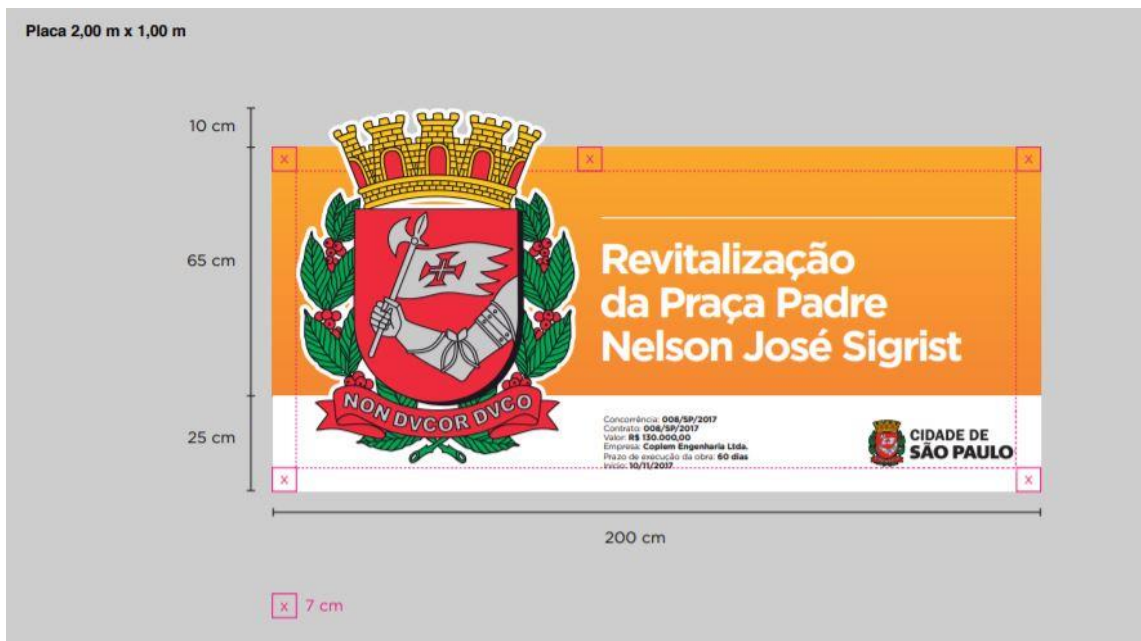 Placa 2,00 m x 1,00 m
10 cm
x
x
x
65 cm
Revitalização
da Praça Padre
Nelson José Sigrist
NON DVCOR DVCO
25 cm
Concorrência: 008/SP/2017
Contrato: 008/SP/2017
Valor: R$ 130.000,00
Empresa: Coplem Engenharia Ltda.
Prazo de execução da obra: 60 dias
Início: 10/11/2017
CIDADE DE
SÃO PAULO
x
x
200 cm
x 7 cm